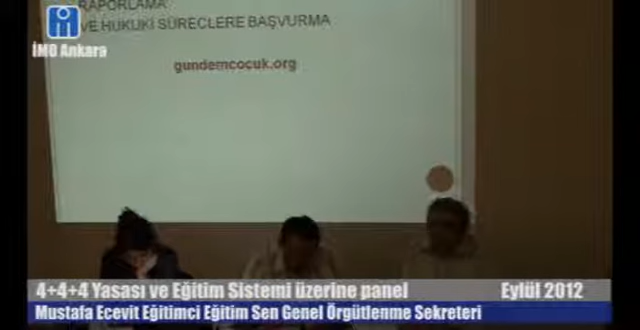 RAPORLAMA
VE HUKUKİ SÜREÇLERE BAŞVURMA
İMO Ankara
gundemcocuk.org
4+4+4 Yasası ve Eğitim Sistemi üzerine panel Eylül 2012
Mustafa Ecevit Eğitimci Eğitim Sen Genel Örgütlenme Sekreteri